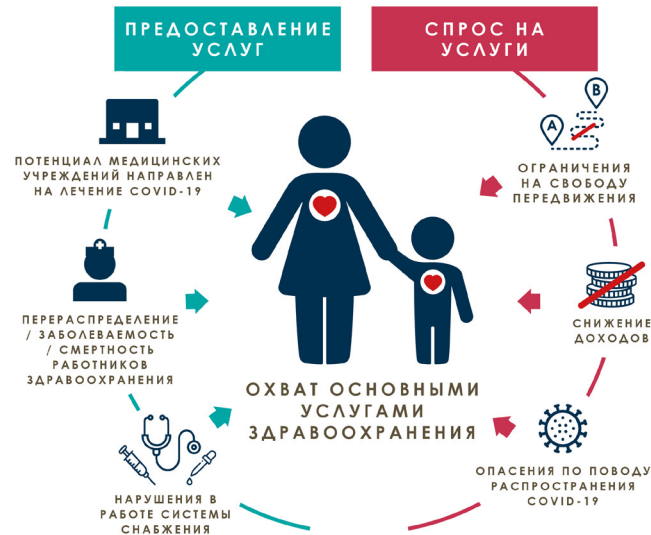 ПРЕДОСТАВЛЕНИЕ
УСЛУГ
СПРОС НА
УСЛУГИ
ПОТЕНЦИАЛ МЕДИЦИНСКИХ
УЧРЕЖДЕНИЙ НАПРАВЛЕН
НА ЛЕЧЕНИЕ COVID-19
ПЕРЕРАСПРЕДЕЛЕНИЕ
/ ЗАБОЛЕВАЕМОСТЬ
/ СМЕРТНОСТЬ
РАБОТНИКОВ
ЗДРАВООХРАНЕНИЯ
НАРУШЕНИЯ В
РАБОТЕ СИСТЕМЫ
СНАБЖЕНИЯ
ОХВАТ ОСНОВНЫМИ
УСЛУГАМИ
ЗДРАВООХРАНЕНИЯ
B
A
ОГРАНИЧЕНИЯ
НА СВОБОДУ
ПЕРЕДВИЖЕНИЯ
СНИЖЕНИЕ
ДОХОДОВ
ОПАСЕНИЯ ПО ПОВОДУ
РАСПРОСТРАНЕНИЯ
COVID-19